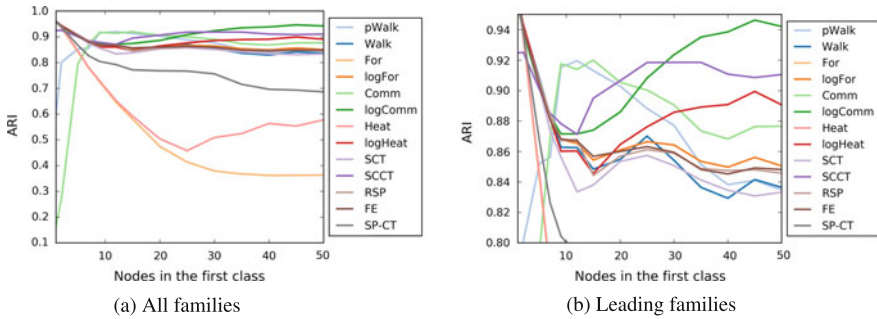 ARI
1.0
0.9
0.8
0.7
0.6
0.5
0.4
0.3
0.2
0.1
10
20
30
40
50
Nodes in the first class
pWalk
Walk
For
logFor
Comm
logComm
Heat
logHeat
SCT
SCCT
RSP
FE
SP-CT
(a) All families
ARI
0.94
0.92
0.90
0.88
0.86
0.84
0.82
0.80
10
20
30
40
50
Nodes in the first class
pWalk
Walk
For
logFor
Comm
logComm
Heat
logHeat
SCT
SCCT
RSP
FE
SP-CT
(b) Leading families